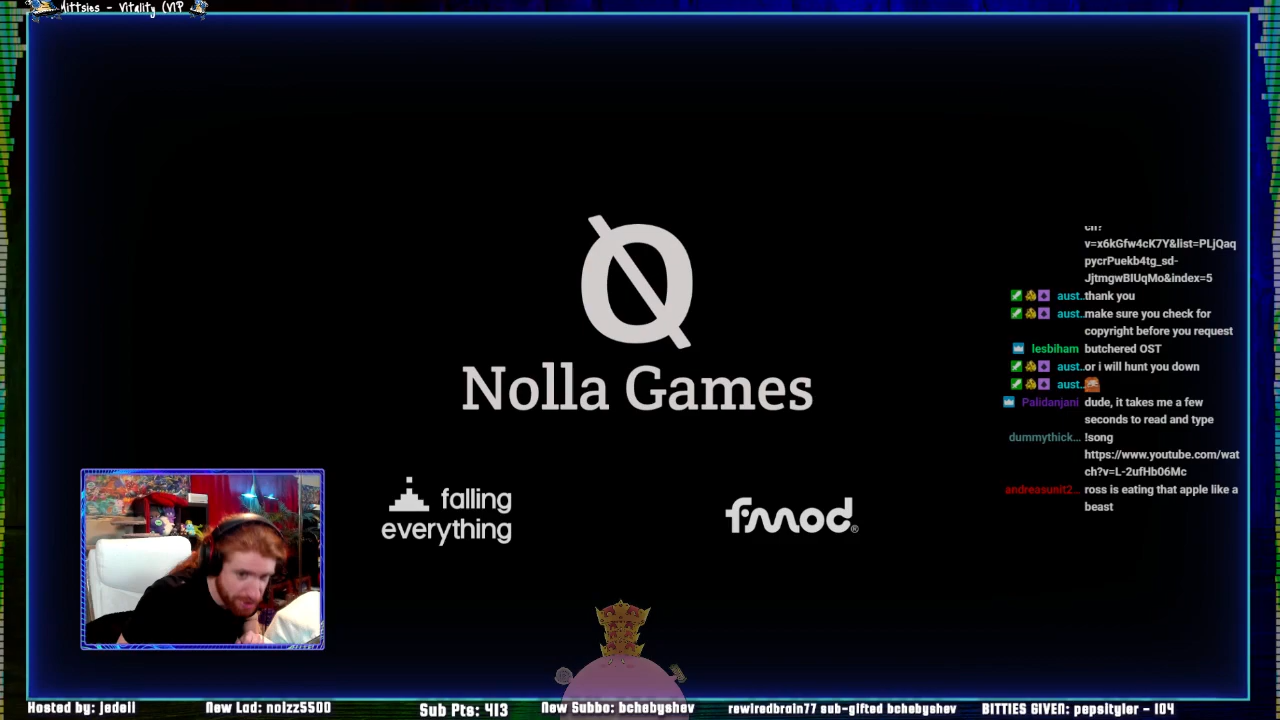 Mittsies - Vitality (VIP
v=x6kGfw4cK7Y&list=PLjQaq
pycrPuekb4tg_sd-
JjtmgwBIUqMo&index=5
aust.. thank you
aust.. make sure you check for
copyright before you request
lesbiham butchered OST
aust.. or i will hunt you down
aust..
Palidanjani dude, it takes me a few
seconds to read and type
dummythick... !song
https://www.youtube.com/wat
ch?v=L-2ufHb06Mc
andreasunit2... ross is eating that apple like a
beast
Nolla Games
falling
everything
fmod®
Hosted by: jedell
New Lad: nolzz5500
Sub Pts: 413
New Subbo: bchebyshev
rewiredbrain77 sub-gifted bchebyshev
BITTIES GIVEN: pepsityler - 104